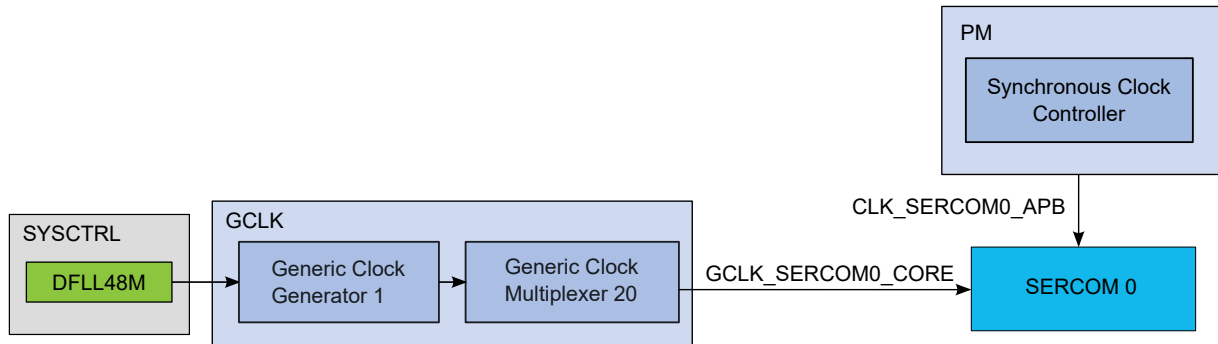 PM
Synchronous Clock
Controller
CLK_SERCOM0_APB
SYSCTRL
DFLL48M
GCLK
Generic Clock
Generator 1
Generic Clock
Multiplexer 20
GCLK_SERCOM0_CORE
SERCOM 0